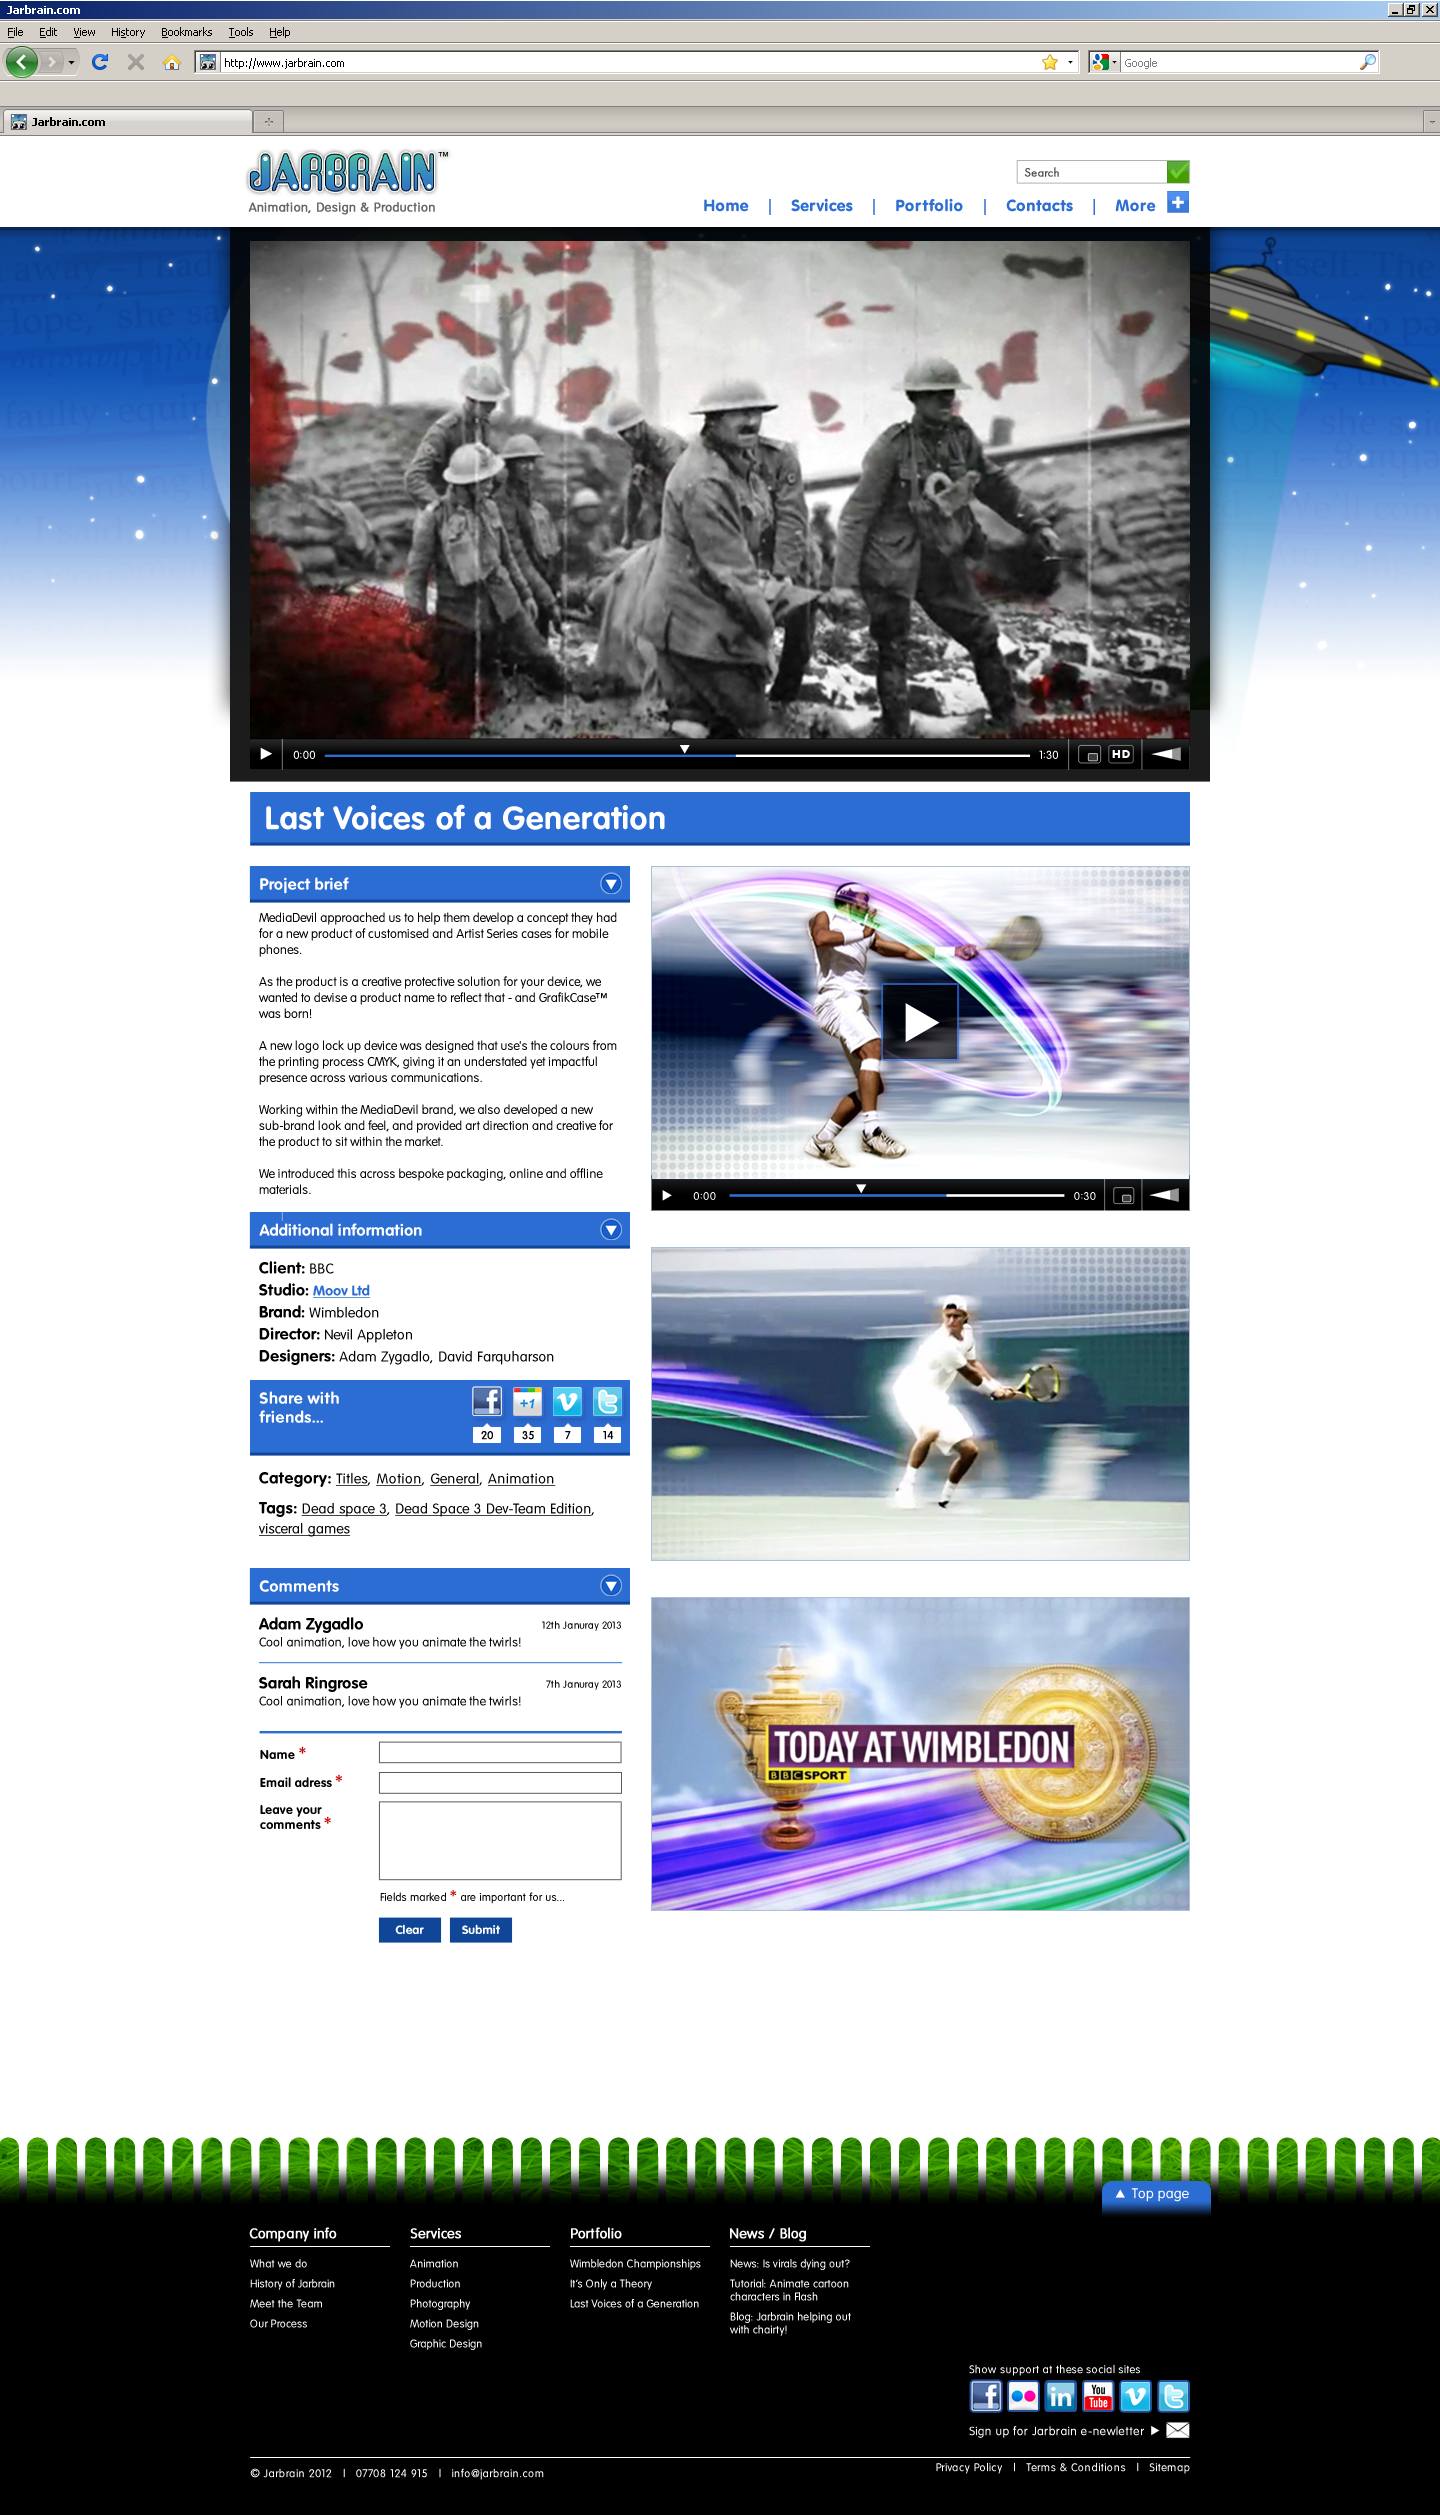 Jarbrain.com
File Edit View History Bookmarks Tools Help
http://www.jarbrain.com
Google
Jarbrain.com
JARBRAIN™
Animation, Design & Production
Search
Home | Services | Portfolio | Contacts | More
0:00
1:30
HD
Last Voices of a Generation
Project brief
MediaDevil approached us to help them develop a concept they had
for a new product of customised and Artist Series cases for mobile
phones.
As the product is a creative protective solution for your device, we
wanted to devise a product name to reflect that - and GrafikCase™
was born!
A new logo lock up device was designed that use's the colours from
the printing process CMYK, giving it an understated yet impactful
presence across various communications.
Working within the MediaDevil brand, we also developed a new
sub-brand look and feel, and provided art direction and creative for
the product to sit within the market.
We introduced this across bespoke packaging, online and offline
materials.
Additional information
Client: BBC
Studio: Moov Ltd
Brand: Wimbledon
Director: Nevil Appleton
Designers: Adam Zygadlo, David Farquharson
Share with
friends...
+1
20 35 7 14
Category: Titles, Motion, General, Animation
Tags: Dead space 3, Dead Space 3 Dev-Team Edition,
visceral games
Comments
Adam Zygadlo
12th Januray 2013
Cool animation, love how you animate the twirls!
Sarah Ringrose
7th Januray 2013
Cool animation, love how you animate the twirls!
Name *
Email adress *
Leave your
comments *
Fields marked * are important for us...
Clear
Submit
0:00
0:30
TODAY AT WIMBLEDON
BBC SPORT
Top page
Company info
What we do
History of Jarbrain
Meet the Team
Our Process
Services
Animation
Production
Photography
Motion Design
Graphic Design
Portfolio
Wimbledon Championships
It's Only a Theory
Last Voices of a Generation
News / Blog
News: Is virals dying out?
Tutorial: Animate cartoon
characters in Flash
Blog: Jarbrain helping out
with chairty!
Show support at these social sites
You Tube
Sign up for Jarbrain e-newletter
© Jarbrain 2012 | 07708 124 915 | info@jarbrain.com
Privacy Policy | Terms & Conditions | Sitemap